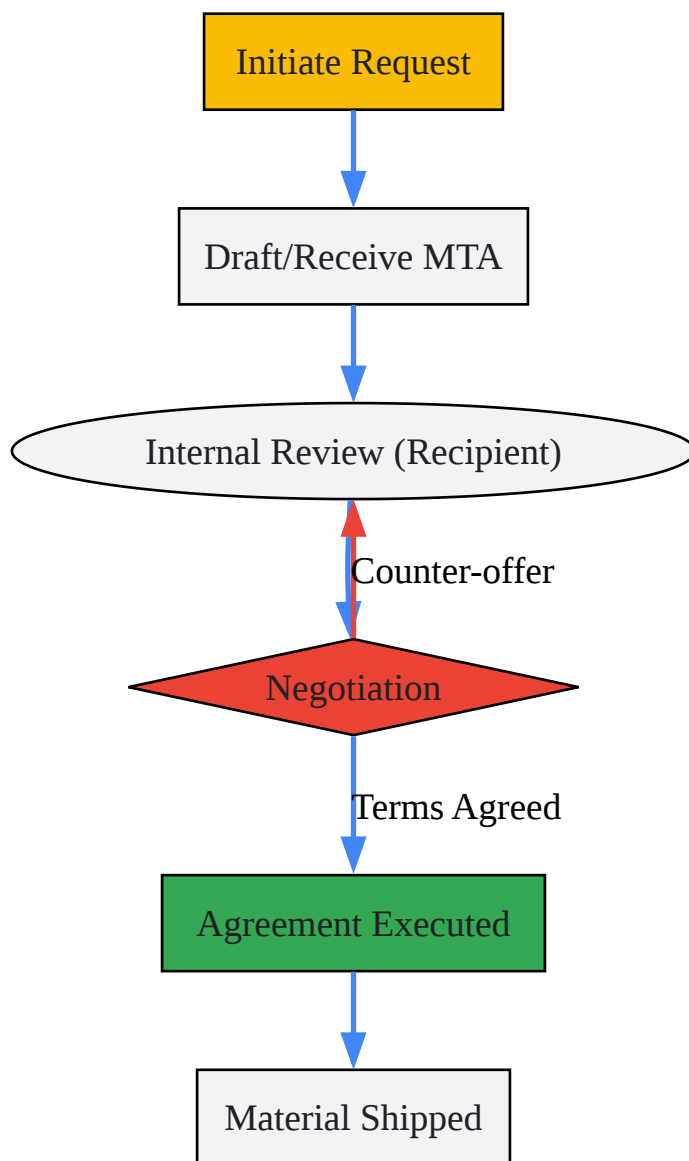 Initiate Request
Draft/Receive MTA
Internal Review (Recipient)
Counter-offer
Negotiation
Terms Agreed
Agreement Executed
Material Shipped